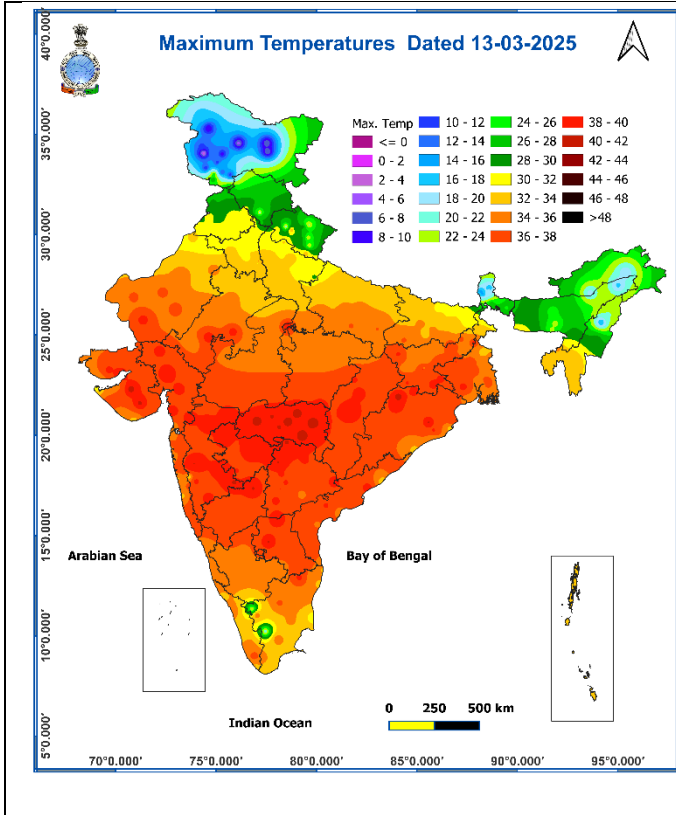 Maximum Temperatures Dated 13-03-2025
Max. Temp
<= 0
0 - 2
2 - 4
4 - 6
6 - 8
8 - 10
10 - 12
12 - 14
14 - 16
16 - 18
18 - 20
20 - 22
22 - 24
24 - 26
26 - 28
28 - 30
30 - 32
32 - 34
34 - 36
36 - 38
38 - 40
40 - 42
42 - 44
44 - 46
46 - 48
>48
40°0.000'
35°0.000'
30°0.000'
25°0.000'
20°0.000'
15°0.000'
10°0.000'
5°0.000'
Arabian Sea
Bay of Bengal
Indian Ocean
0 250 500 km
70°0.000' 75°0.000' 80°0.000' 85°0.000' 90°0.000' 95°0.000'